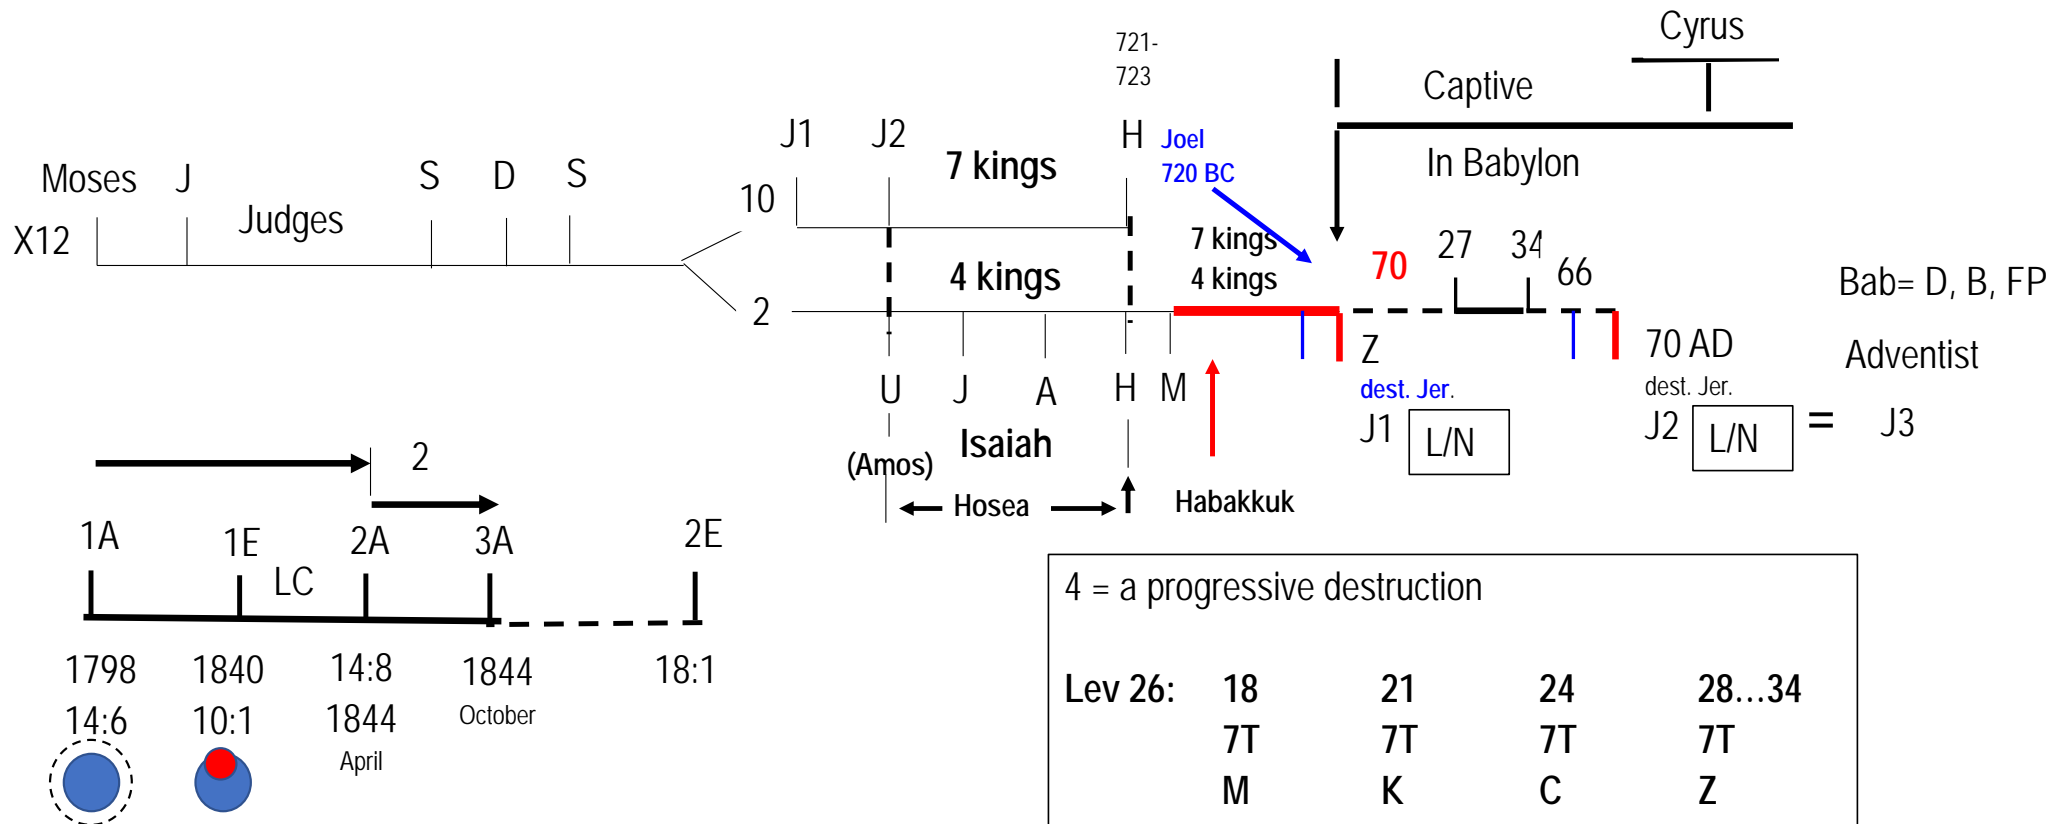 Moses J Judges S D S
X12
10
2
J1 J2 7 kings H
721-
723
4 kings
Joel
720 BC
7 kings
4 kings
Cyrus
Captive
In Babylon
70 27 34 66
U J A H M
(Amos) Isaiah
Hosea
Habakkuk
Z
dest. Jer.
J1 L/N
70 AD
dest. Jer.
J2 L/N = J3
Bab= D, B, FP
Adventist
2
1A 1E LC 2A 3A 2E
1798 1840 14:8 1844 18:1
14:6 10:1 1844 October
April
4 = a progressive destruction
Lev 26: 18 21 24 28…34
7T 7T 7T 7T
M K C Z